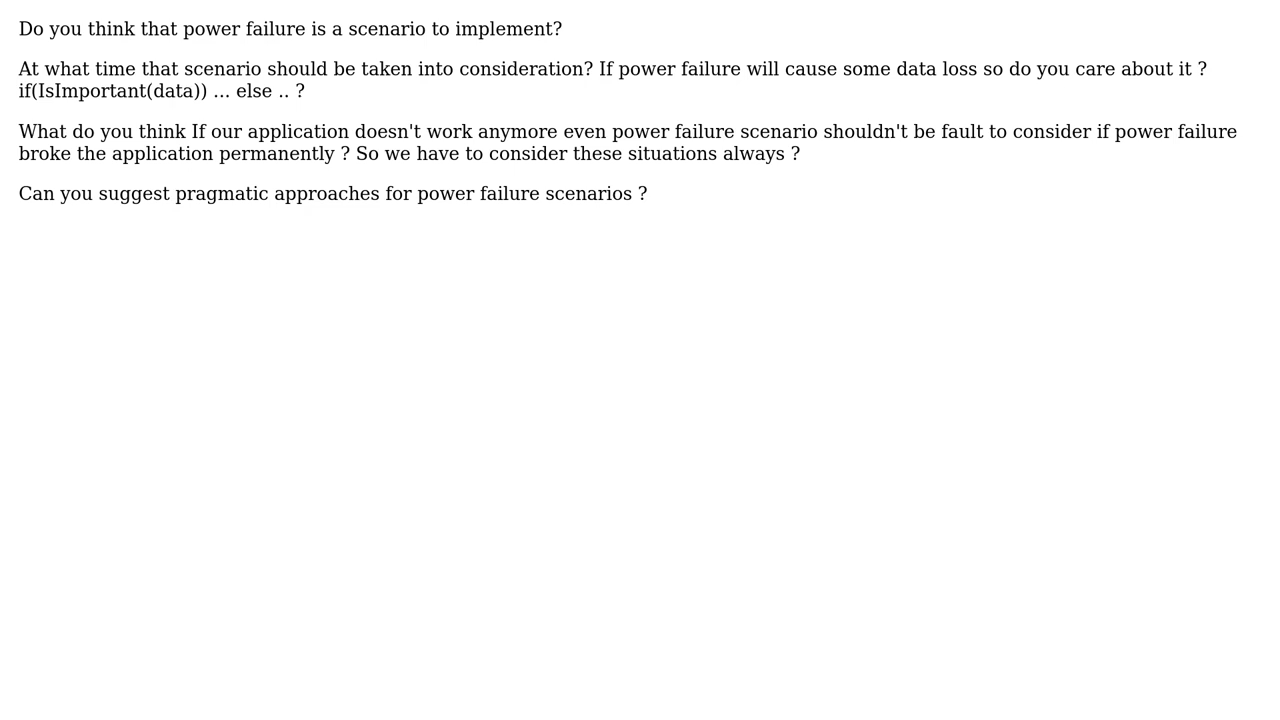 Do you think that power failure is a scenario to implement?
At what time that scenario should be taken into consideration? If power failure will cause some data loss so do you care about it ?
if(IsImportant(data)) ... else .. ?
What do you think If our application doesn't work anymore even power failure scenario shouldn't be fault to consider if power failure
broke the application permanently ? So we have to consider these situations always ?
Can you suggest pragmatic approaches for power failure scenarios ?